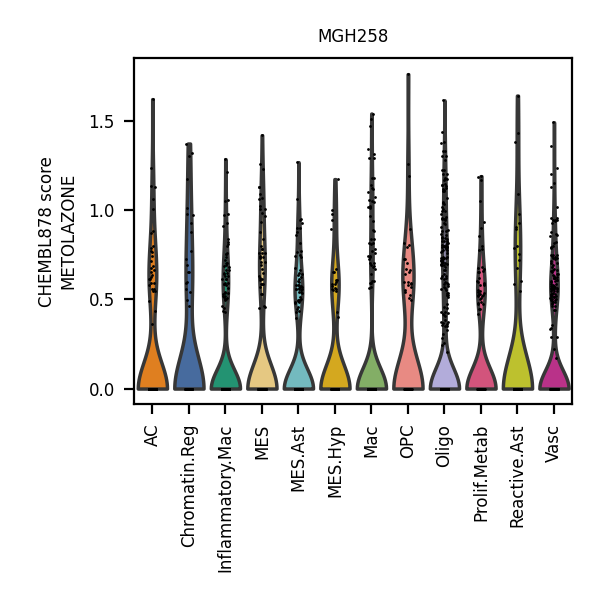 MGH258
CHEMBL878 score
METOLAZONE
1.5
1.0
0.5
0.0
AC
Chromatin.Reg
Inflammatory.Mac
MES
MES.Ast
MES.Hyp
Mac
OPC
Oligo
Prolif.Metab
Reactive.Ast
Vasc